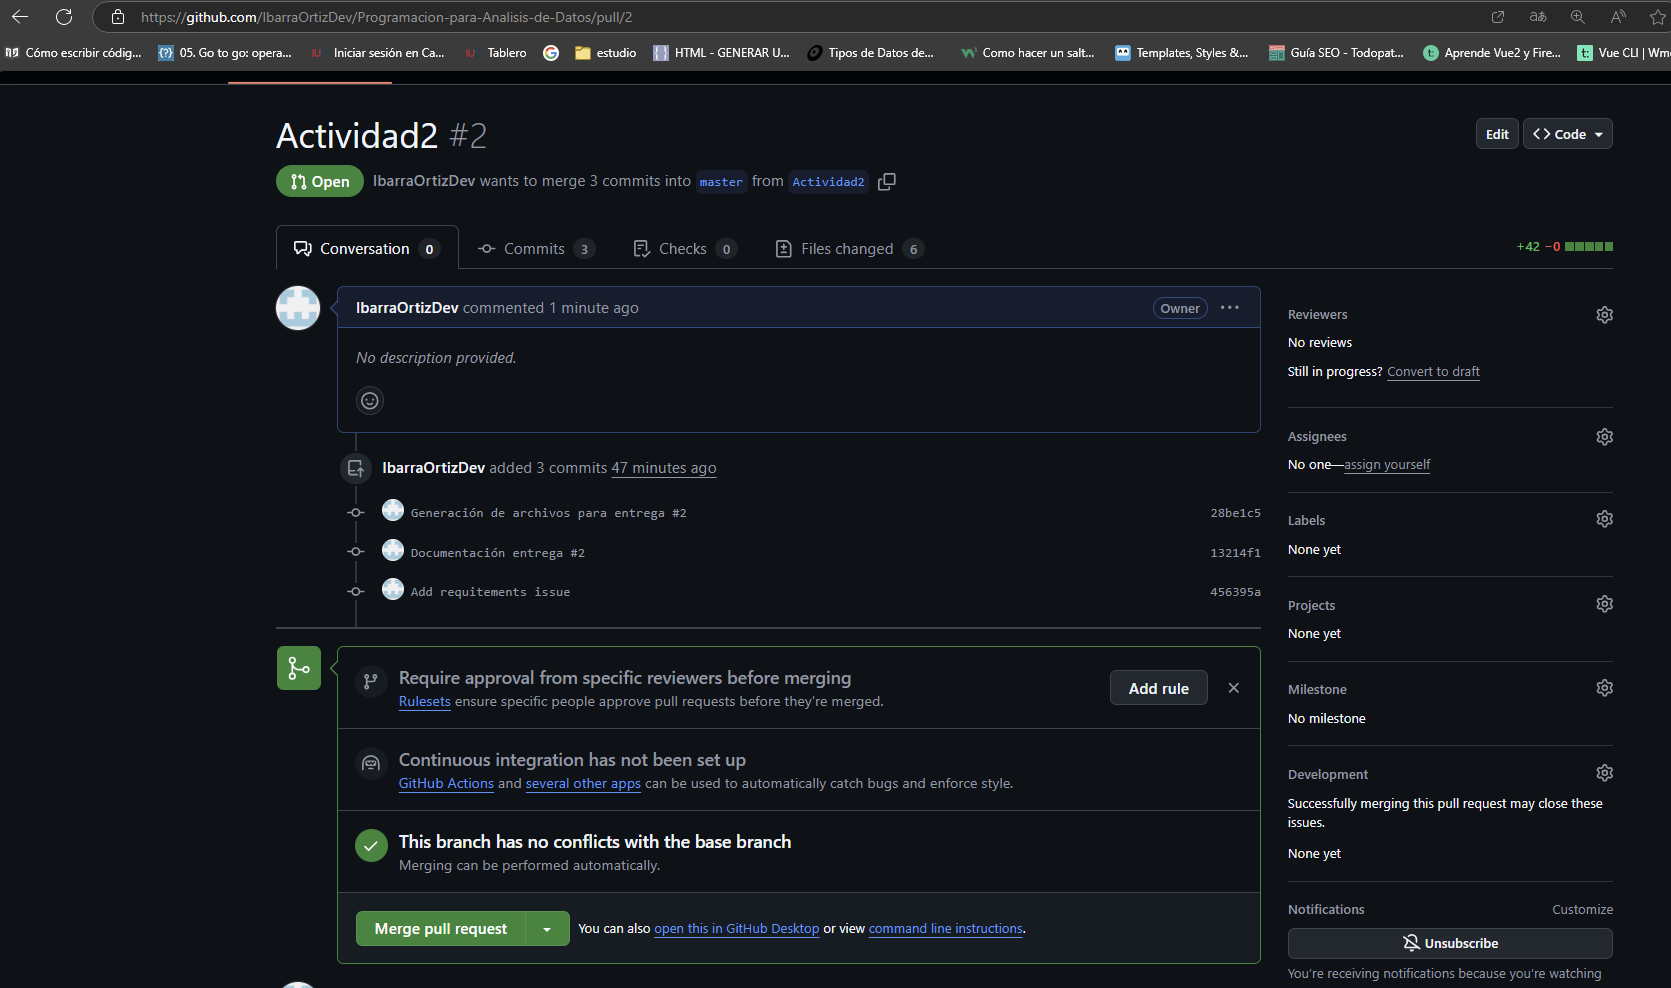 https://github.com/IbarraOrtizDev/Programacion-para-Analisis-de-Datos/pull/2
Cómo escribir códig... 05. Go to go: opera... Iniciar sesión en Ca... Tablero estudio HTML - GENERAR U... Tipos de Datos de... Como hacer un salt... Templates, Styles &... Guía SEO - Todopat... Aprende Vue2 y Fire... Vue CLI | Wm
Actividad2 #2
Edit
Code
Open
IbarraOrtizDev wants to merge 3 commits into master from Actividad2
Conversation 0
Commits 3
Checks 0
Files changed 6
+42 −0
IbarraOrtizDev commented 1 minute ago
Owner
No description provided.
IbarraOrtizDev added 3 commits 47 minutes ago
Generación de archivos para entrega #2 28be1c5
Documentación entrega #2 13214f1
Add requitements issue 456395a
Require approval from specific reviewers before merging
Rulesets ensure specific people approve pull requests before they're merged.
Add rule
Continuous integration has not been set up
GitHub Actions and several other apps can be used to automatically catch bugs and enforce style.
This branch has no conflicts with the base branch
Merging can be performed automatically.
Merge pull request
You can also open this in GitHub Desktop or view command line instructions.
Reviewers
No reviews
Still in progress? Convert to draft
Assignees
No one—assign yourself
Labels
None yet
Projects
None yet
Milestone
No milestone
Development
Successfully merging this pull request may close these
issues.
None yet
Notifications
Customize
Unsubscribe
You're receiving notifications because you're watching